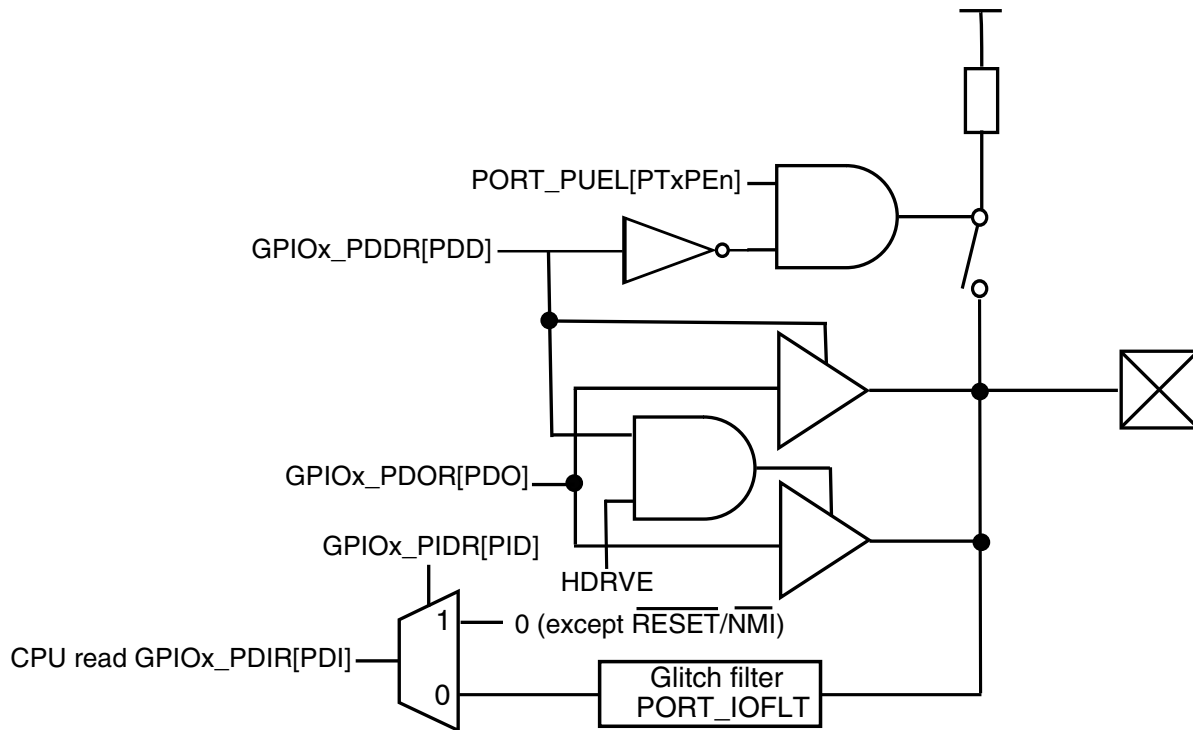 PORT_PUEL[PTxPEn]
GPIOx_PDDR[PDD]
GPIOx_PDOR[PDO]
GPIOx_PIDR[PID]
HDRVE
1
0 (except RESET/NMI)
CPU read GPIOx_PDIR[PDI]
0
Glitch filter
PORT_IOFLT